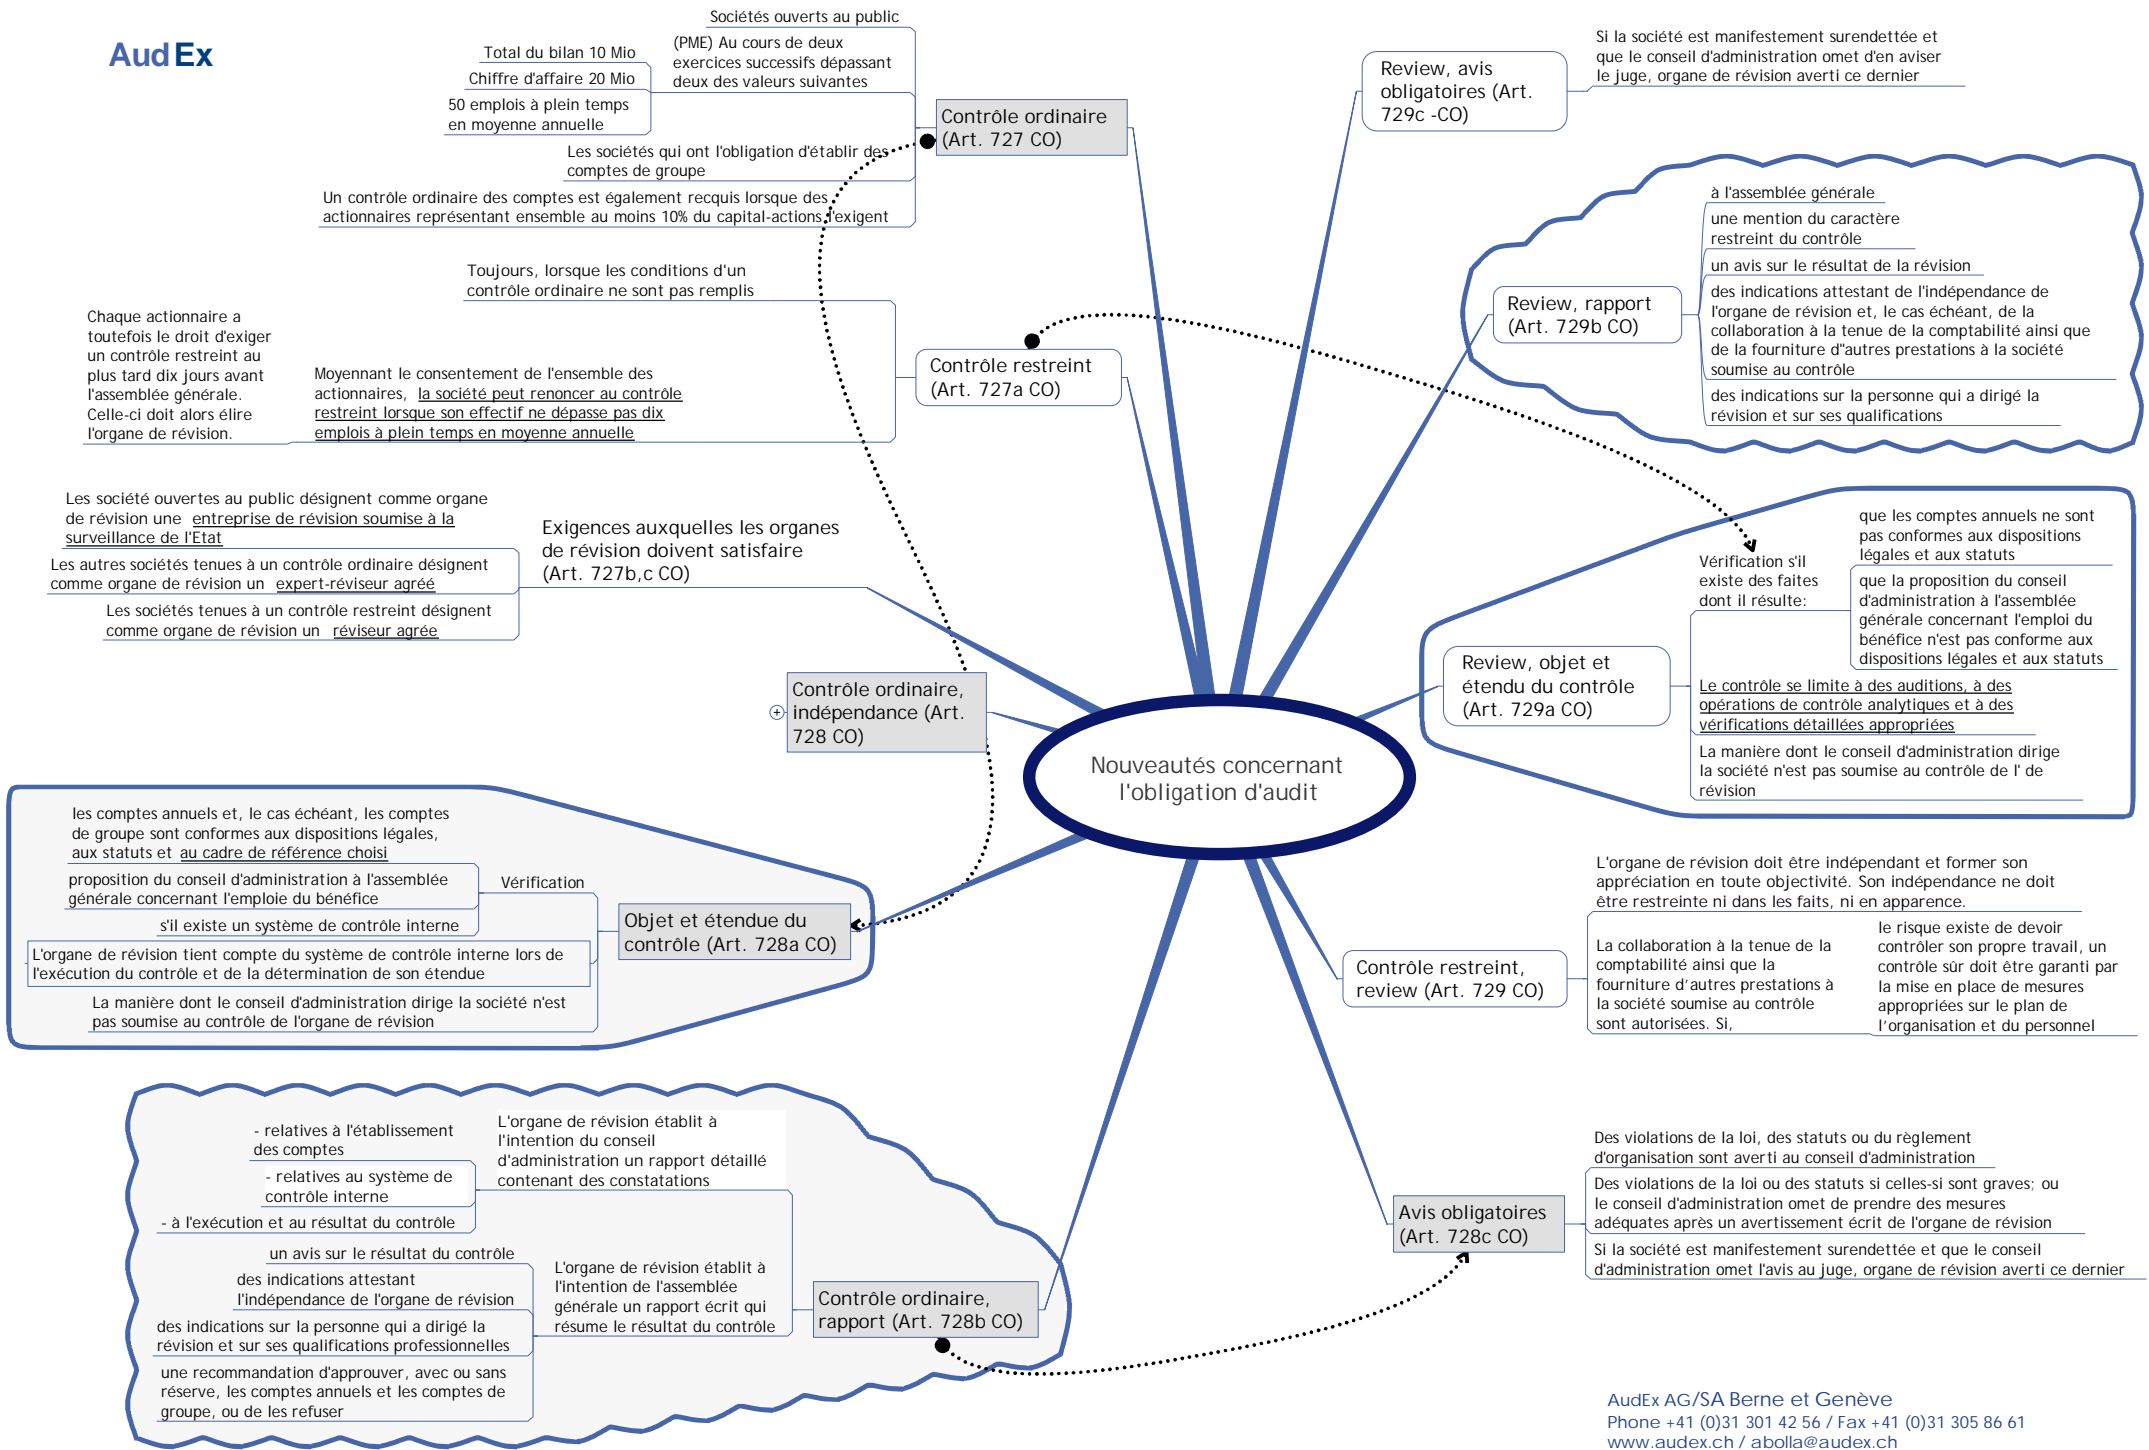 AudEx
Sociétés ouverts au public
(PME) Au cours de deux
exercices successifs dépassant
deux des valeurs suivantes
Total du bilan 10 Mio
Chiffre d'affaire 20 Mio
50 emplois à plein temps
en moyenne annuelle
Les sociétés qui ont l'obligation d'établir des
comptes de groupe
Un contrôle ordinaire des comptes est également recquis lorsque des
actionnaires représentant ensemble au moins 10% du capital-actions l'exigent
Contrôle ordinaire
(Art. 727 CO)
Toujours, lorsque les conditions d'un
contrôle ordinaire ne sont pas remplis
Chaque actionnaire a
toutefois le droit d'exiger
un contrôle restreint au
plus tard dix jours avant
l'assemblée générale.
Celle-ci doit alors élire
l'organe de révision.
Moyennant le consentement de l'ensemble des
actionnaires, la société peut renoncer au contrôle
restreint lorsque son effectif ne dépasse pas dix
emplois à plein temps en moyenne annuelle
Contrôle restreint
(Art. 727a CO)
Les société ouvertes au public désignent comme organe
de révision une entreprise de révision soumise à la
surveillance de l'Etat
Les autres sociétés tenues à un contrôle ordinaire désignent
comme organe de révision un expert-réviseur agréé
Les sociétés tenues à un contrôle restreint désignent
comme organe de révision un réviseur agrée
Exigences auxquelles les organes
de révision doivent satisfaire
(Art. 727b,c CO)
Contrôle ordinaire,
indépendance (Art.
728 CO)
Nouveautés concernant
l'obligation d'audit
les comptes annuels et, le cas échéant, les comptes
de groupe sont conformes aux dispositions légales,
aux statuts et au cadre de référence choisi
proposition du conseil d'administration à l'assemblée
générale concernant l'emploie du bénéfice
s'il existe un système de contrôle interne
Vérification
L'organe de révision tient compte du système de contrôle interne lors de
l'exécution du contrôle et de la détermination de son étendue
La manière dont le conseil d'administration dirige la société n'est
pas soumise au contrôle de l'organe de révision
Objet et étendue du
contrôle (Art. 728a CO)
- relatives à l'établissement
des comptes
- relatives au système de
contrôle interne
- à l'exécution et au résultat du contrôle
L'organe de révision établit à
l'intention du conseil
d'administration un rapport détaillé
contenant des constatations
un avis sur le résultat du contrôle
des indications attestant
l'indépendance de l'organe de révision
des indications sur la personne qui a dirigé la
révision et sur ses qualifications professionnelles
une recommandation d'approuver, avec ou sans
réserve, les comptes annuels et les comptes de
groupe, ou de les refuser
L'organe de révision établit à
l'intention de l'assemblée
générale un rapport écrit qui
résume le résultat du contrôle
Contrôle ordinaire,
rapport (Art. 728b CO)
Review, avis
obligatoires (Art.
729c -CO)
Si la société est manifestement surendettée et
que le conseil d'administration omet d'en aviser
le juge, organe de révision averti ce dernier
Review, rapport
(Art. 729b CO)
à l'assemblée générale
une mention du caractère
restreint du contrôle
un avis sur le résultat de la révision
des indications attestant de l'indépendance de
l'organe de révision et, le cas échéant, de la
collaboration à la tenue de la comptabilité ainsi que
de la fourniture d"autres prestations à la société
soumise au contrôle
des indications sur la personne qui a dirigé la
révision et sur ses qualifications
Review, objet et
étendu du contrôle
(Art. 729a CO)
Vérification s'il
existe des faites
dont il résulte:
que les comptes annuels ne sont
pas conformes aux dispositions
légales et aux statuts
que la proposition du conseil
d'administration à l'assemblée
générale concernant l'emploi du
bénéfice n'est pas conforme aux
dispositions légales et aux statuts
Le contrôle se limite à des auditions, à des
opérations de contrôle analytiques et à des
vérifications détaillées appropriées
La manière dont le conseil d'administration dirige
la société n'est pas soumise au contrôle de l' de
révision
Contrôle restreint,
review (Art. 729 CO)
L'organe de révision doit être indépendant et former son
appréciation en toute objectivité. Son indépendance ne doit
être restreinte ni dans les faits, ni en apparence.
La collaboration à la tenue de la
comptabilité ainsi que la
fourniture d’autres prestations à
la société soumise au contrôle
sont autorisées. Si,
le risque existe de devoir
contrôler son propre travail, un
contrôle sûr doit être garanti par
la mise en place de mesures
appropriées sur le plan de
l’organisation et du personnel
Avis obligatoires
(Art. 728c CO)
Des violations de la loi, des statuts ou du règlement
d'organisation sont averti au conseil d'administration
Des violations de la loi ou des statuts si celles-si sont graves; ou
le conseil d'administration omet de prendre des mesures
adéquates après un avertissement écrit de l'organe de révision
Si la société est manifestement surendettée et que le conseil
d'administration omet l'avis au juge, organe de révision averti ce dernier
AudEx AG/SA Berne et Genève
Phone +41 (0)31 301 42 56 / Fax +41 (0)31 305 86 61
www.audex.ch / abolla@audex.ch